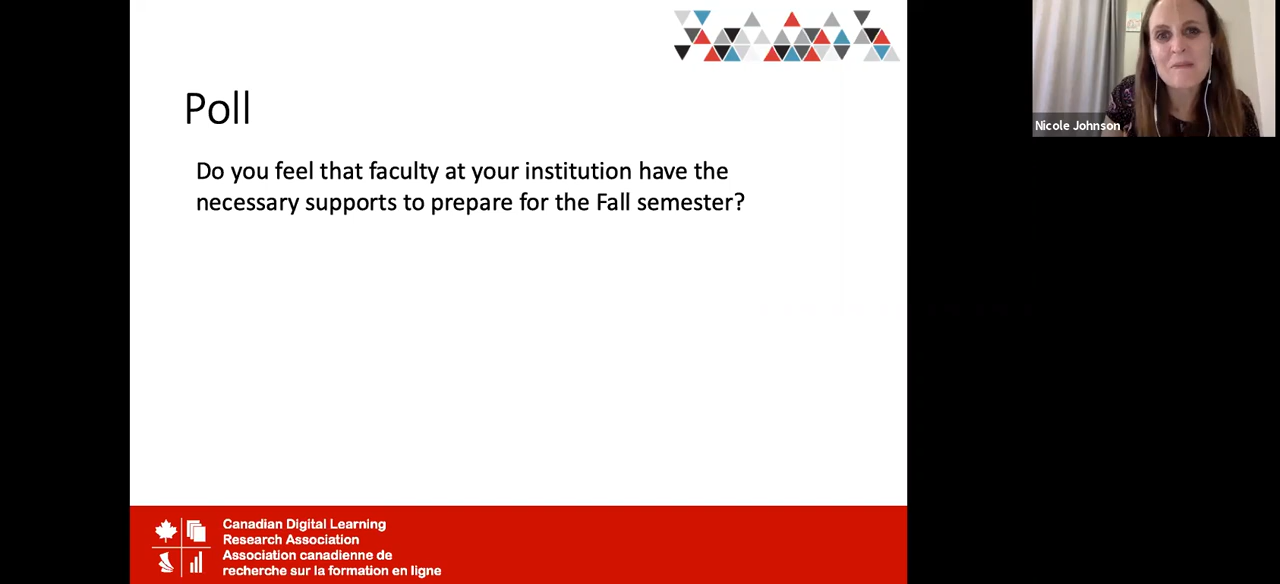 Poll
Do you feel that faculty at your institution have the
necessary supports to prepare for the Fall semester?
Nicole Johnson
Canadian Digital Learning
Research Association
Association canadienne de
recherche sur la formation en ligne